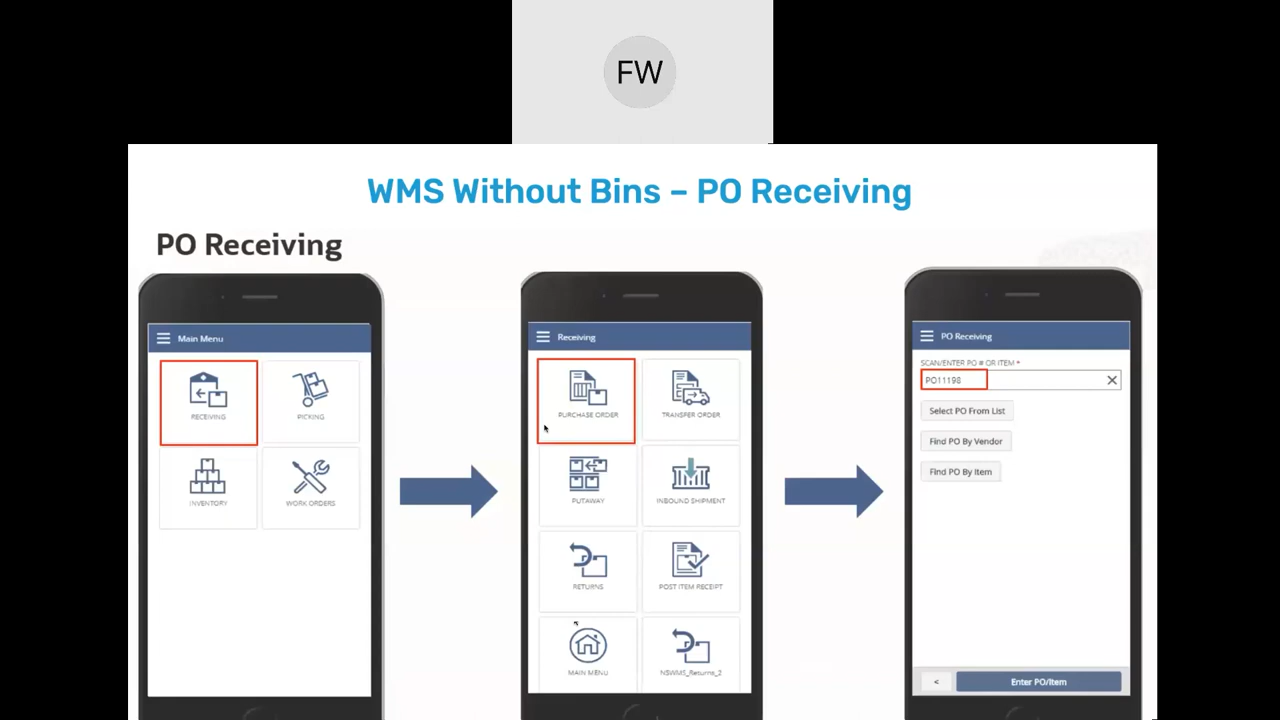 FW
WMS Without Bins – PO Receiving
PO Receiving
Main Menu
RECEIVING
PICKING
INVENTORY
WORK ORDERS
Receiving
PURCHASE ORDER
TRANSFER ORDER
PUTAWAY
INBOUND SHIPMENT
RETURNS
POST ITEM RECEIPT
MAIN MENU
NSWMS_Returns_2
PO Receiving
SCAN/ENTER PO # OR ITEM *
PO11198
Select PO From List
Find PO By Vendor
Find PO By Item
<
Enter PO/Item